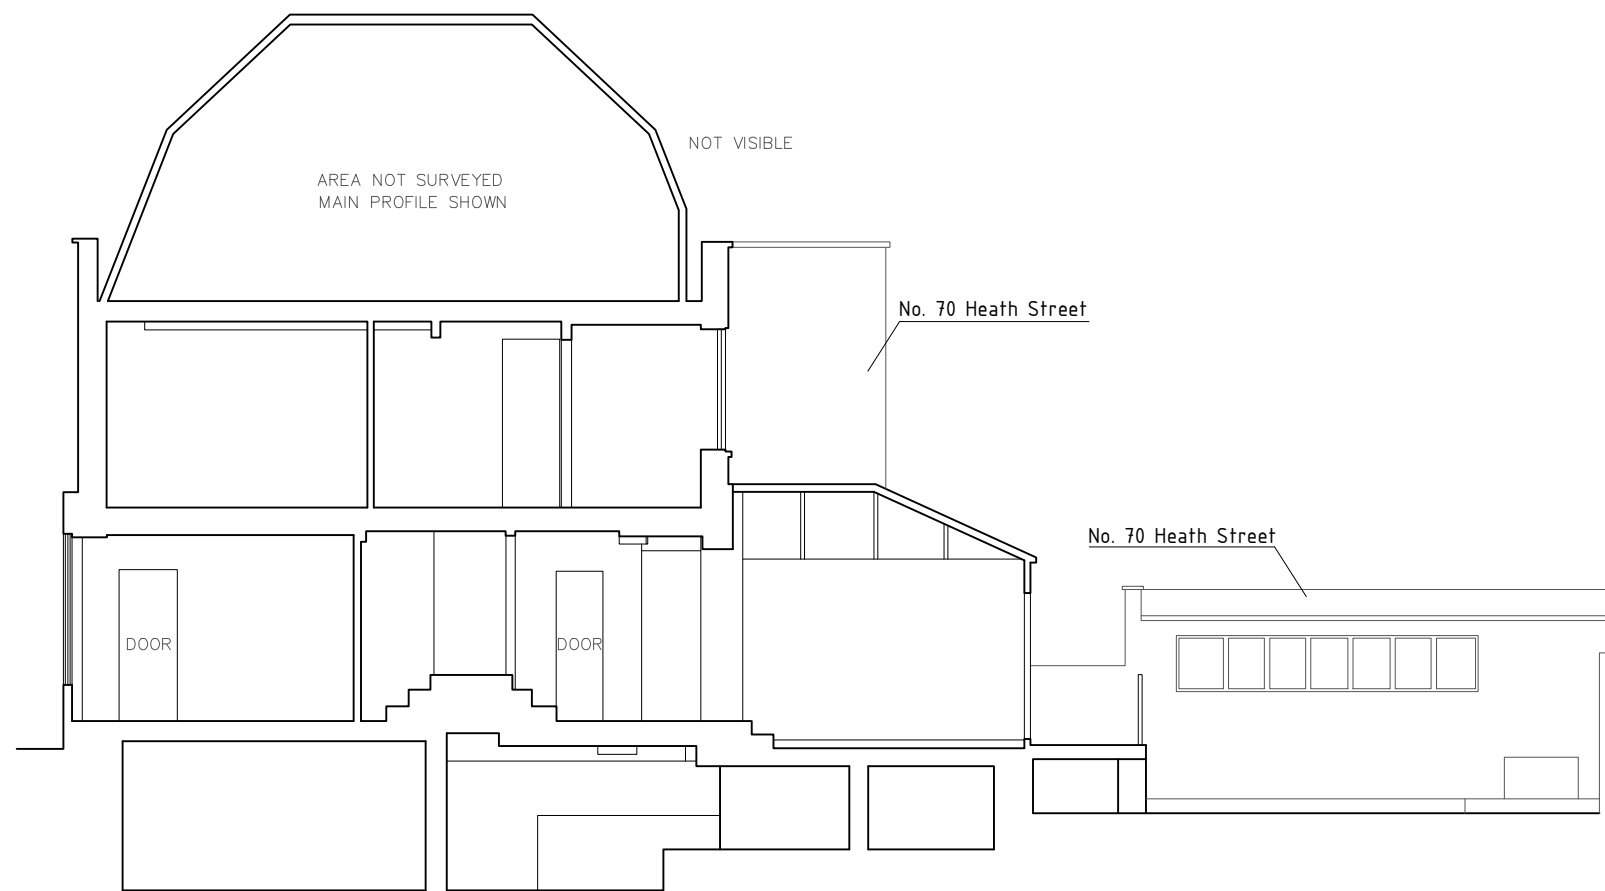 NOT VISIBLE
AREA NOT SURVEYED
MAIN PROFILE SHOWN
No. 70 Heath Street
No. 70 Heath Street
DOOR
DOOR